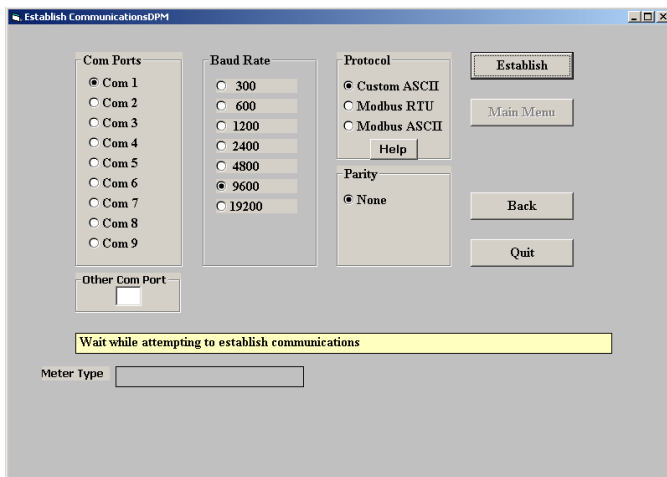 Establish CommunicationsDPM
Com Ports
Com 1
Com 2
Com 3
Com 4
Com 5
Com 6
Com 7
Com 8
Com 9
Other Com Port
Baud Rate
300
600
1200
2400
4800
9600
19200
Protocol
Custom ASCII
Modbus RTU
Modbus ASCII
Help
Parity
None
Establish
Main Menu
Back
Quit
Wait while attempting to establish communications
Meter Type